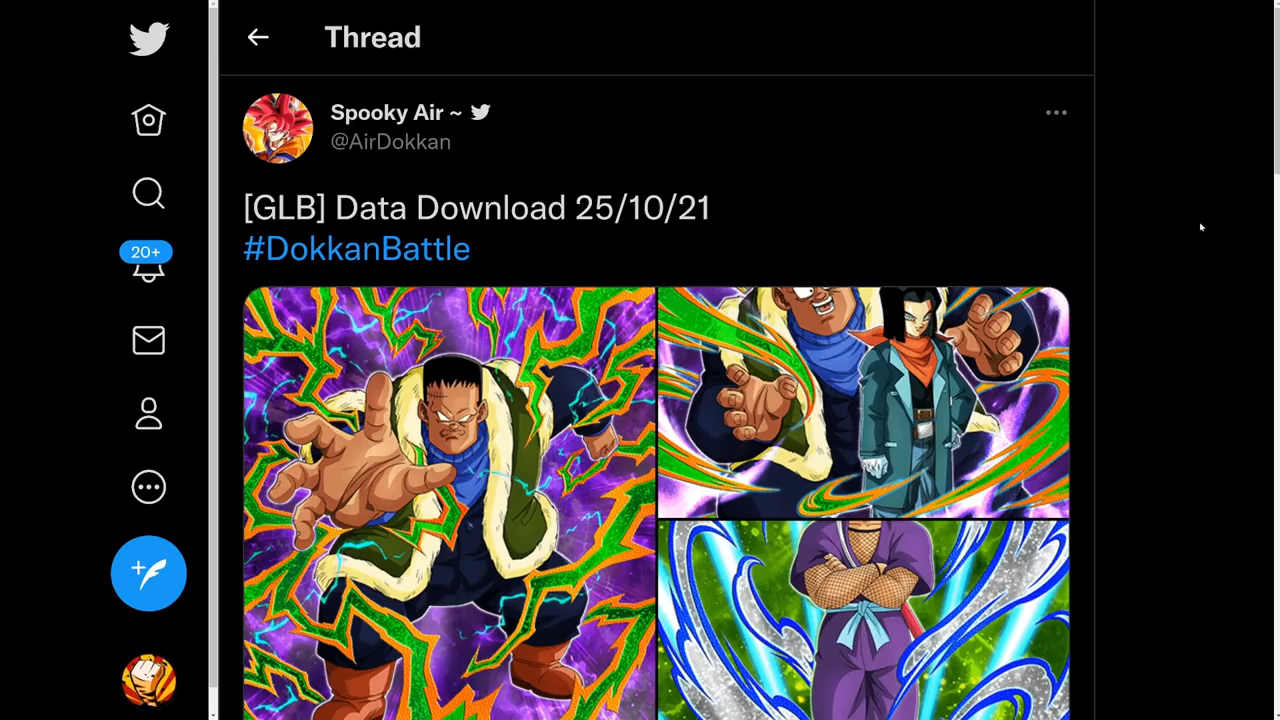 Thread
Spooky Air ~
@AirDokkan
[GLB] Data Download 25/10/21
#DokkanBattle
20+